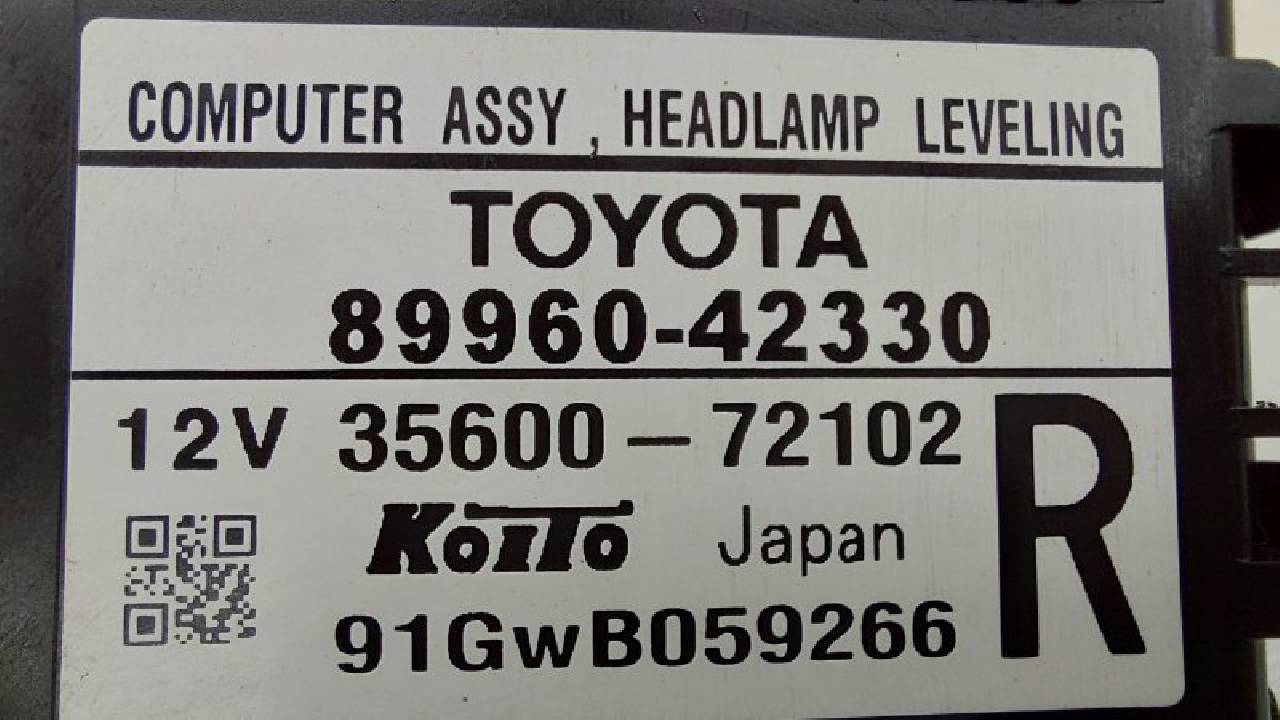 COMPUTER ASSY , HEADLAMP LEVELING
TOYOTA
89960-42330
12V 35600-72102 R
KOITO Japan
91GwB059266